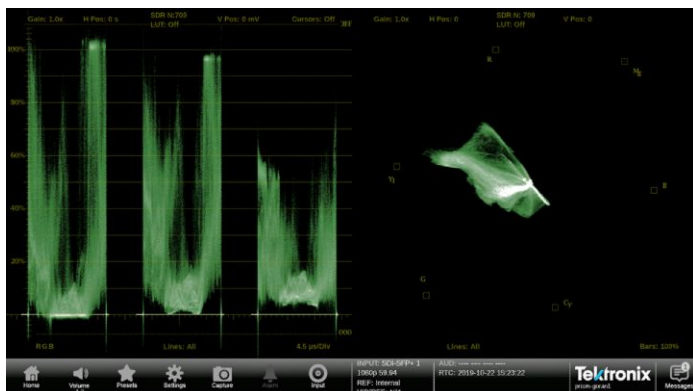 Gain: 1.0x H Pos: 0 s SDR N:709 V Pos: 0 mV Cursors: Off
LUT: Off
3FF
100%
80%
60%
40%
20%
000
RGB Lines: All 4.5 µs/Div
Gain: 1.0x H Pos: 0 SDR N: 709 V Pos: 0
LUT: Off
R
Mg
Yl
B
G
Cy
Lines: All Bars: 100%
Home
Volume
Presets
Settings
Capture
Alarm
Input
INPUT: SDI-SFP+ 1
1080p 59.94
REF: Internal
AUD: ---- ---- ---- ----
RTC: 2019-10-22 15:23:22
Tektronix
Messages